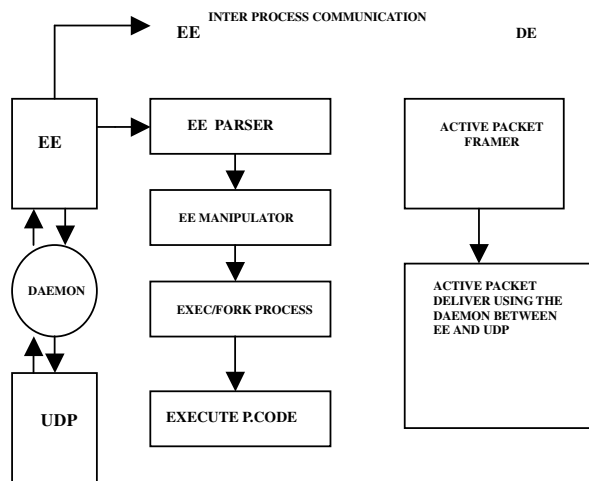 INTER PROCESS COMMUNICATION
EE
DE
EE
EE PARSER
ACTIVE PACKET
FRAMER
EE MANIPULATOR
DAEMON
EXEC/FORK PROCESS
ACTIVE PACKET
DELIVER USING THE
DAEMON BETWEEN
EE AND UDP
UDP
EXECUTE P.CODE